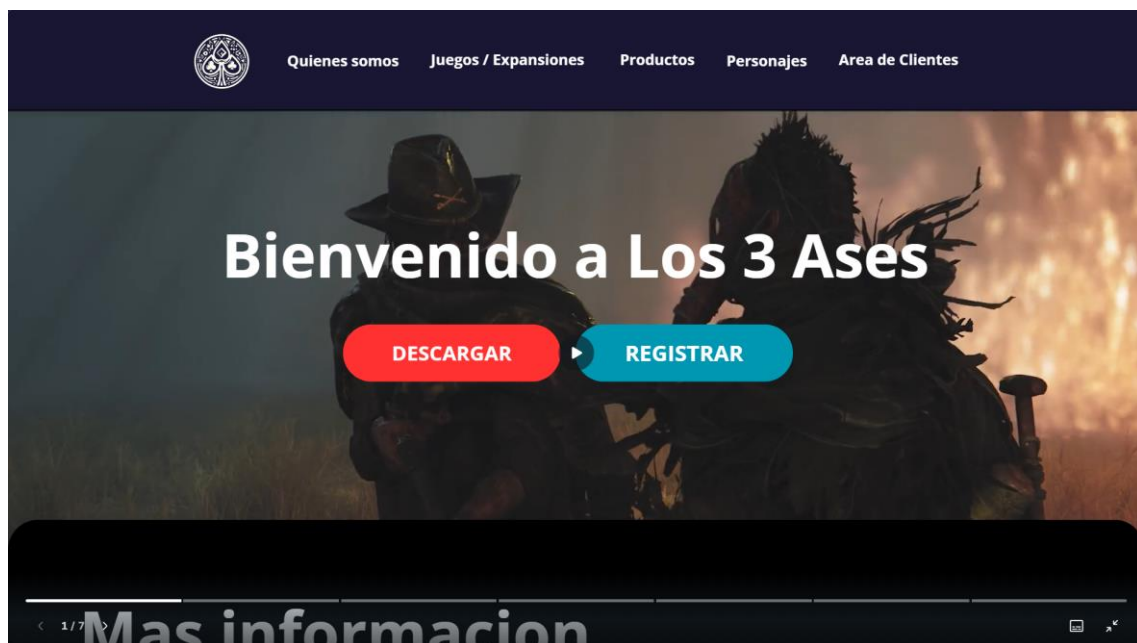 Quienes somos Juegos / Expansiones Productos Personajes Area de Clientes
Bienvenido a Los 3 Ases
DESCARGAR REGISTRAR
Mas informacion
1 / 7